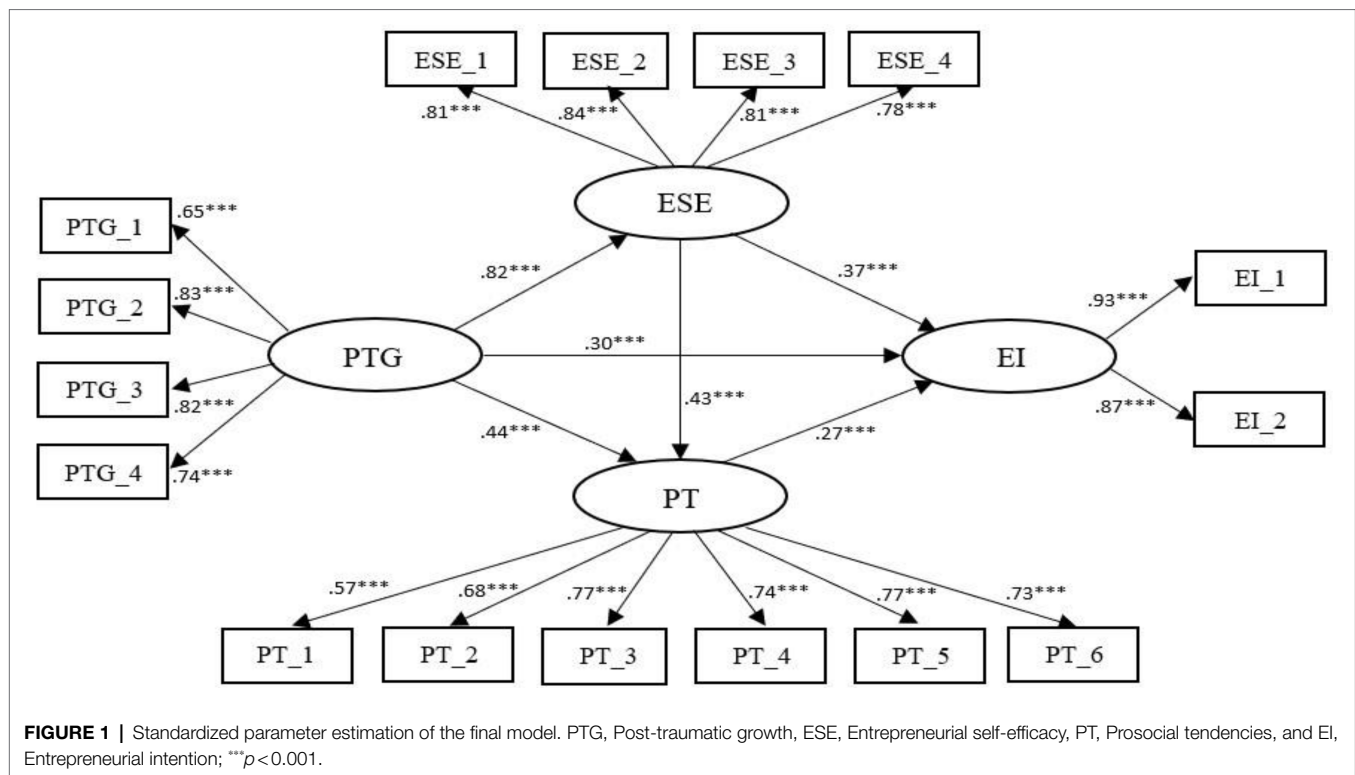 ESE_1 ESE_2 ESE_3 ESE_4
.81*** .84*** .81*** .78***
ESE
PTG_1 .65***
PTG_2 .83***
PTG_3 .82***
PTG_4 .74***
PTG
.82***
.37***
.30***
.43***
.44***
.27***
EI
.93*** EI_1
.87*** EI_2
PT
.57*** .68*** .77*** .74*** .77*** .73***
PT_1 PT_2 PT_3 PT_4 PT_5 PT_6
FIGURE 1 | Standardized parameter estimation of the final model. PTG, Post-traumatic growth, ESE, Entrepreneurial self-efficacy, PT, Prosocial tendencies, and EI,
Entrepreneurial intention; ***p<0.001.